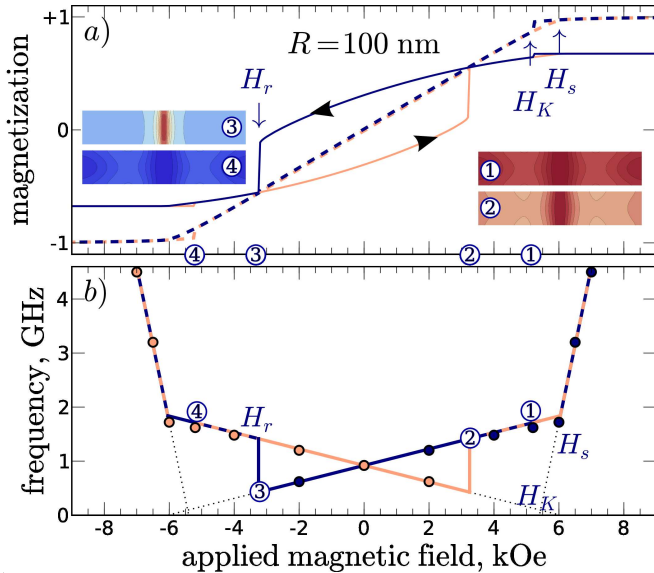 +1
a)
R = 100 nm
H_r
H_s
H_K
③
④
0
①
②
magnetization
-1
④
③
②
①
b)
4
3
2
1
0
④
H_r
②
①
H_s
③
H_K
frequency, GHz
-8
-6
-4
-2
0
2
4
6
8
applied magnetic field, kOe